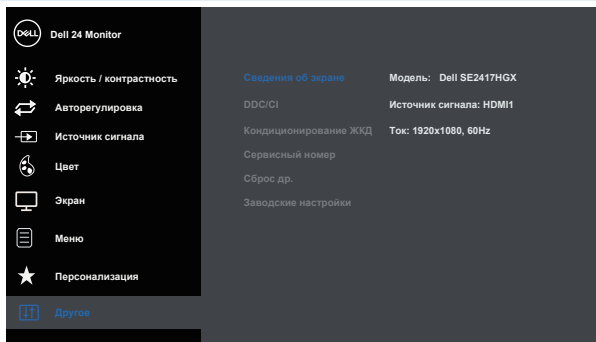 DELL Dell 24 Monitor
Яркость / контрастность
Авторегулировка
Источник сигнала
Цвет
Экран
Меню
Персонализация
Другое
Сведения об экране Модель: Dell SE2417HGX
DDC/CI Источник сигнала: HDMI1
Кондиционирование ЖКД Ток: 1920x1080, 60Hz
Сервисный номер
Сброс др.
Заводские настройки